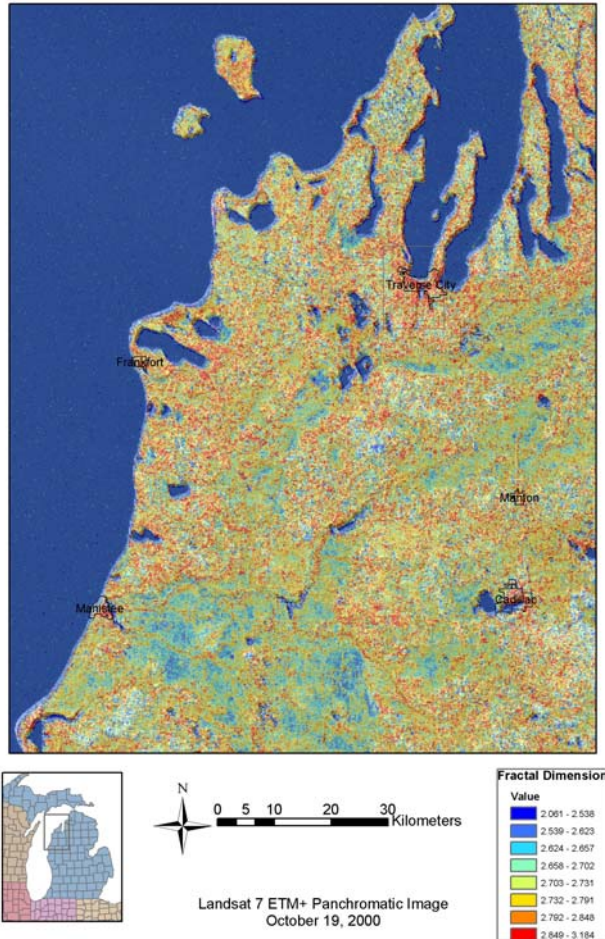 Traverse City
Frankfort
Manton
Manistee
Cadillac
N
0 5 10 20 30
Kilometers
Landsat 7 ETM+ Panchromatic Image
October 19, 2000
Fractal Dimension
Value
2.061 - 2.538
2.539 - 2.623
2.624 - 2.657
2.658 - 2.702
2.703 - 2.731
2.732 - 2.791
2.792 - 2.848
2.849 - 3.184